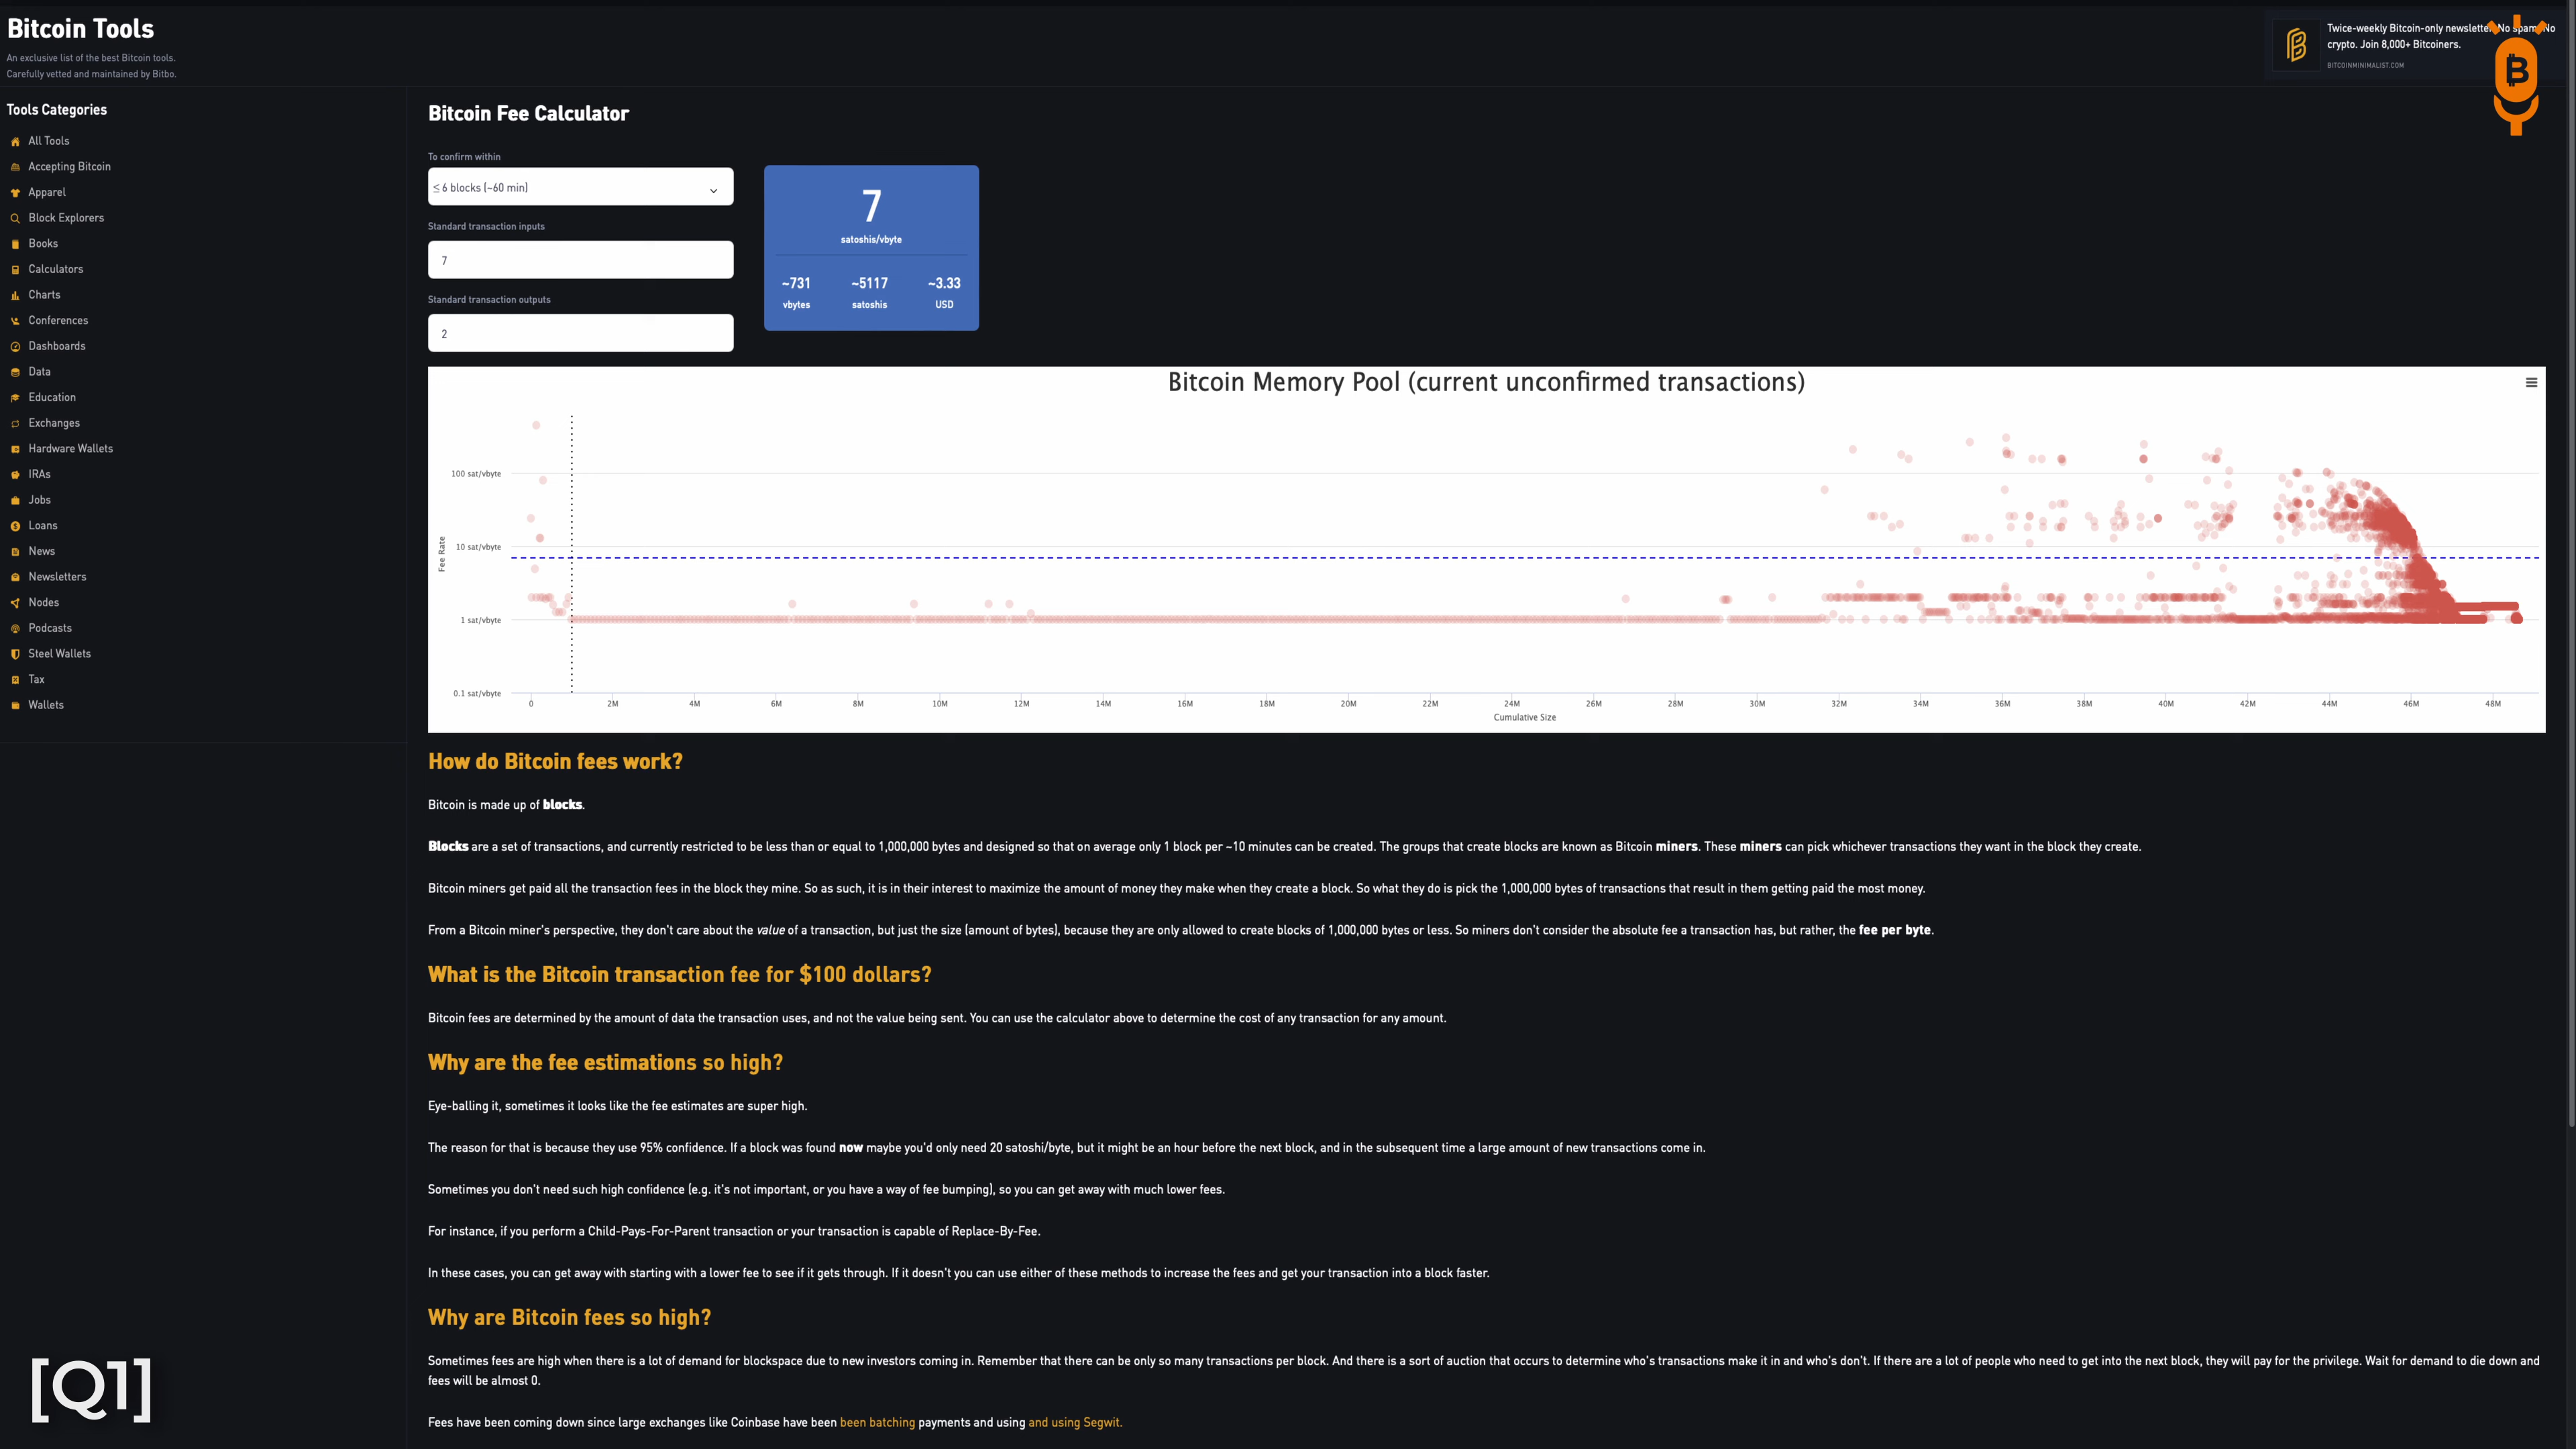 Bitcoin Tools
An exclusive list of the best Bitcoin tools.
Carefully vetted and maintained by Bitbo.
Twice-weekly Bitcoin-only newsletter No spam No
crypto. Join 8,000+ Bitcoiners.
BITCOINMINIMALIST.COM
Tools Categories
All Tools
Accepting Bitcoin
Apparel
Block Explorers
Books
Calculators
Charts
Conferences
Dashboards
Data
Education
Exchanges
Hardware Wallets
IRAs
Jobs
Loans
News
Newsletters
Nodes
Podcasts
Steel Wallets
Tax
Wallets
Bitcoin Fee Calculator
To confirm within
≤ 6 blocks (~60 min)
Standard transaction inputs
7
Standard transaction outputs
2
7
satoshis/vbyte
~731 ~5117 ~3.33
vbytes satoshis USD
Bitcoin Memory Pool (current unconfirmed transactions)
Fee Rate
100 sat/vbyte
10 sat/vbyte
1 sat/vbyte
0.1 sat/vbyte
0 2M 4M 6M 8M 10M 12M 14M 16M 18M 20M 22M 24M 26M 28M 30M 32M 34M 36M 38M 40M 42M 44M 46M 48M
Cumulative Size
How do Bitcoin fees work?
Bitcoin is made up of blocks.
Blocks are a set of transactions, and currently restricted to be less than or equal to 1,000,000 bytes and designed so that on average only 1 block per ~10 minutes can be created. The groups that create blocks are known as Bitcoin miners. These miners can pick whichever transactions they want in the block they create.
Bitcoin miners get paid all the transaction fees in the block they mine. So as such, it is in their interest to maximize the amount of money they make when they create a block. So what they do is pick the 1,000,000 bytes of transactions that result in them getting paid the most money.
From a Bitcoin miner's perspective, they don't care about the value of a transaction, but just the size (amount of bytes), because they are only allowed to create blocks of 1,000,000 bytes or less. So miners don't consider the absolute fee a transaction has, but rather, the fee per byte.
What is the Bitcoin transaction fee for $100 dollars?
Bitcoin fees are determined by the amount of data the transaction uses, and not the value being sent. You can use the calculator above to determine the cost of any transaction for any amount.
Why are the fee estimations so high?
Eye-balling it, sometimes it looks like the fee estimates are super high.
The reason for that is because they use 95% confidence. If a block was found now maybe you'd only need 20 satoshi/byte, but it might be an hour before the next block, and in the subsequent time a large amount of new transactions come in.
Sometimes you don't need such high confidence (e.g. it's not important, or you have a way of fee bumping), so you can get away with much lower fees.
For instance, if you perform a Child-Pays-For-Parent transaction or your transaction is capable of Replace-By-Fee.
In these cases, you can get away with starting with a lower fee to see if it gets through. If it doesn't you can use either of these methods to increase the fees and get your transaction into a block faster.
Why are Bitcoin fees so high?
Sometimes fees are high when there is a lot of demand for blockspace due to new investors coming in. Remember that there can be only so many transactions per block. And there is a sort of auction that occurs to determine who's transactions make it in and who's don't. If there are a lot of people who need to get into the next block, they will pay for the privilege. Wait for demand to die down and
fees will be almost 0.
Fees have been coming down since large exchanges like Coinbase have been been batching payments and using and using Segwit.
[Q1]